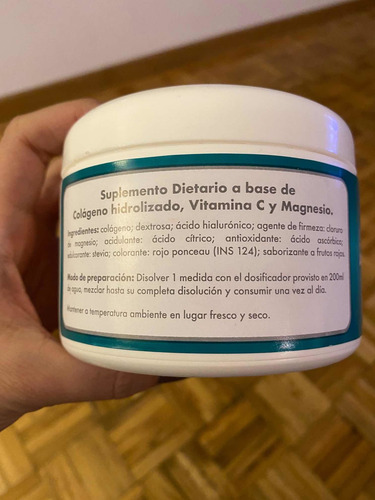 Suplemento Dietario a base de
Colágeno hidrolizado, Vitamina C y Magnesio.
Ingredientes: colágeno; dextrosa; ácido hialurónico; agente de firmeza: cloruro
de magnesio; acidulante: ácido cítrico; antioxidante: ácido ascórbico;
edulcorante: stevia; colorante: rojo ponceau (INS 124); saborizante a frutos rojos.
Modo de preparación: Disolver 1 medida con el dosificador provisto en 200ml
de agua, mezclar hasta su completa disolución y consumir una vez al día.
Mantener a temperatura ambiente en lugar fresco y seco.